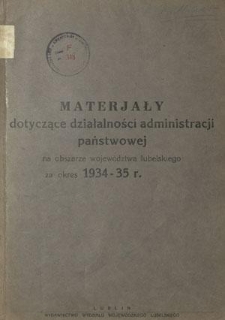 MATERJAŁY
dotyczące działalności administracji
państwowej
na obszarze województwa lubelskiego
za okres 1934-35 r.
LUBLIN